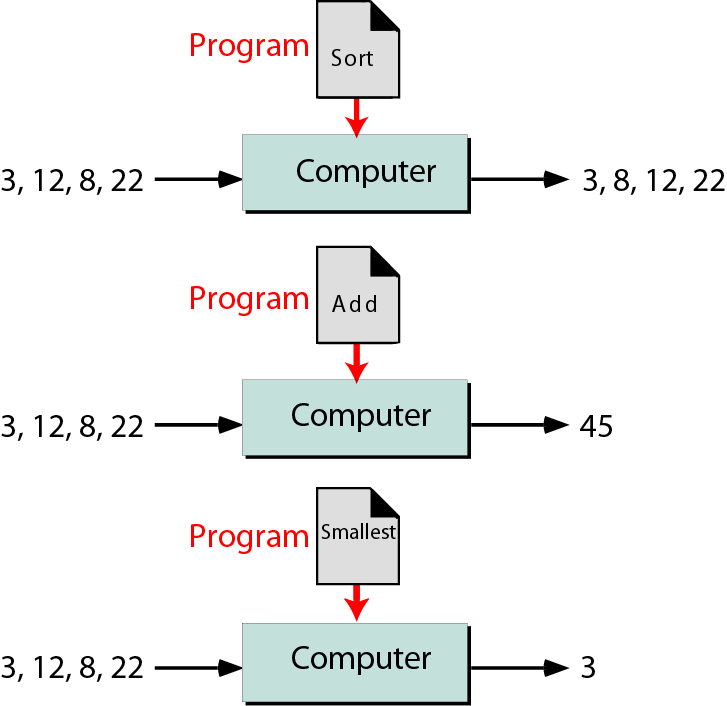 Program
Sort
3, 12, 8, 22
Computer
3, 8, 12, 22
Program
Add
3, 12, 8, 22
Computer
45
Program
Smallest
3, 12, 8, 22
Computer
3